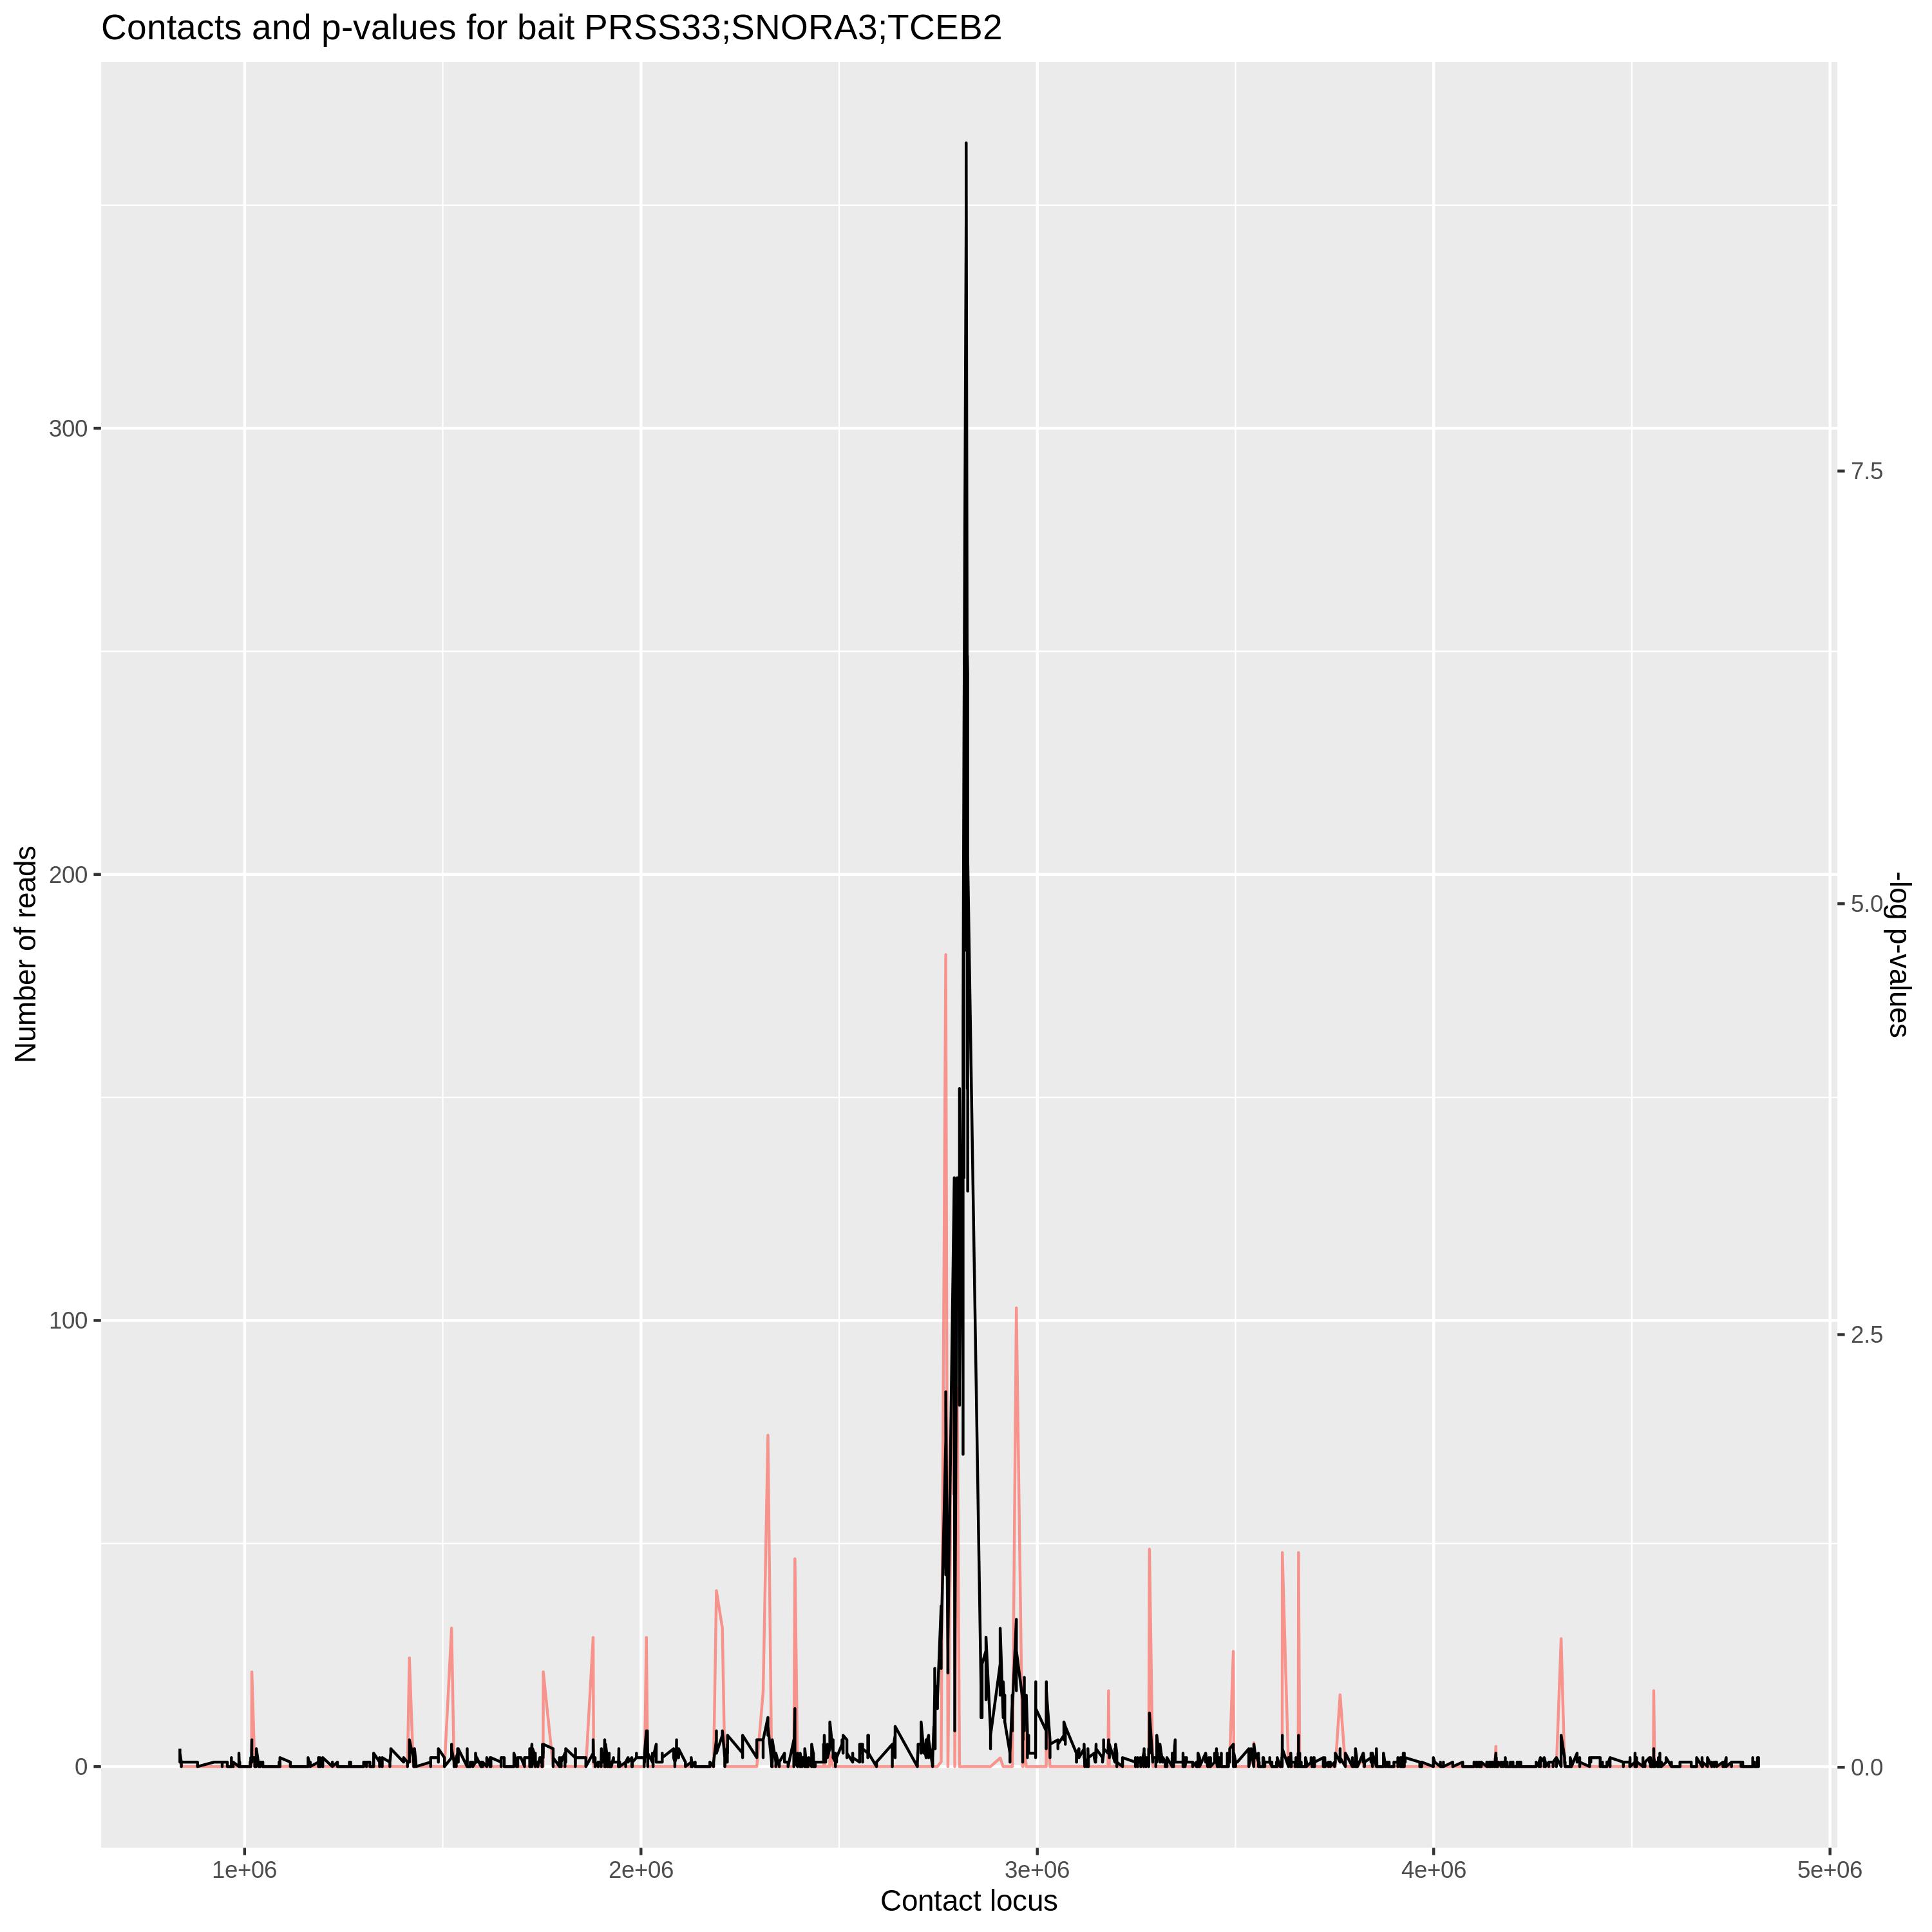 Contacts and p-values for bait PRSS33;SNORA3;TCEB2
300
200
100
0
Number of reads
7.5
5.0
2.5
0.0
-log p-values
1e+06 2e+06 3e+06 4e+06 5e+06
Contact locus